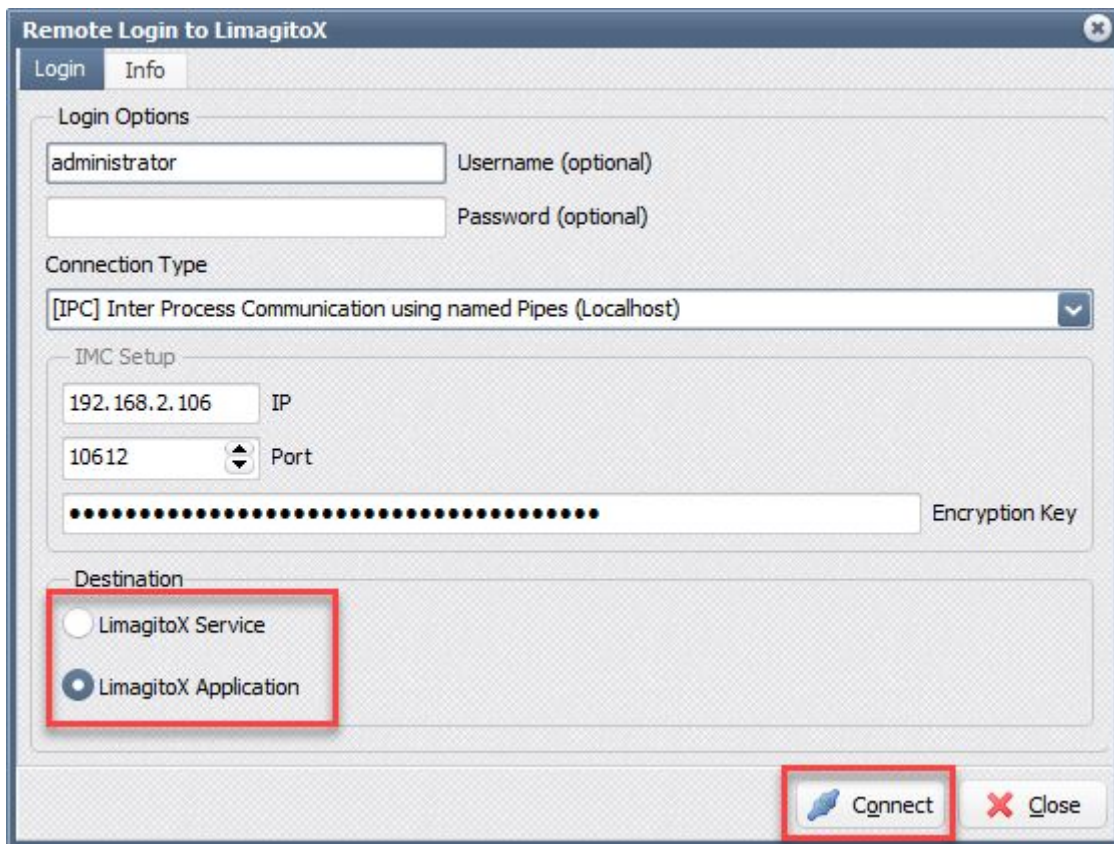 Remote Login to LimagitoX
Login Info
Login Options
administrator Username (optional)
Password (optional)
Connection Type
[IPC] Inter Process Communication using named Pipes (Localhost)
IMC Setup
192.168.2.106 IP
10612 Port
•••••••••••••••••••••••••••••••••••••• Encryption Key
Destination
LimagitoX Service
LimagitoX Application
Connect Close